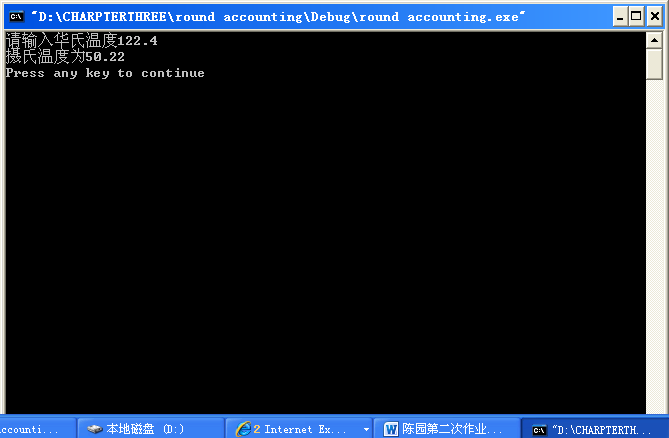 "D:\CHARPTERTHREE\round accounting\Debug\round accounting.exe"
请输入华氏温度122.4
摄氏温度为50.22
Press any key to continue
accounti... 本地磁盘 (D:) 2 Internet Ex... 陈园第二次作业... "D:\CHARPTERTH...